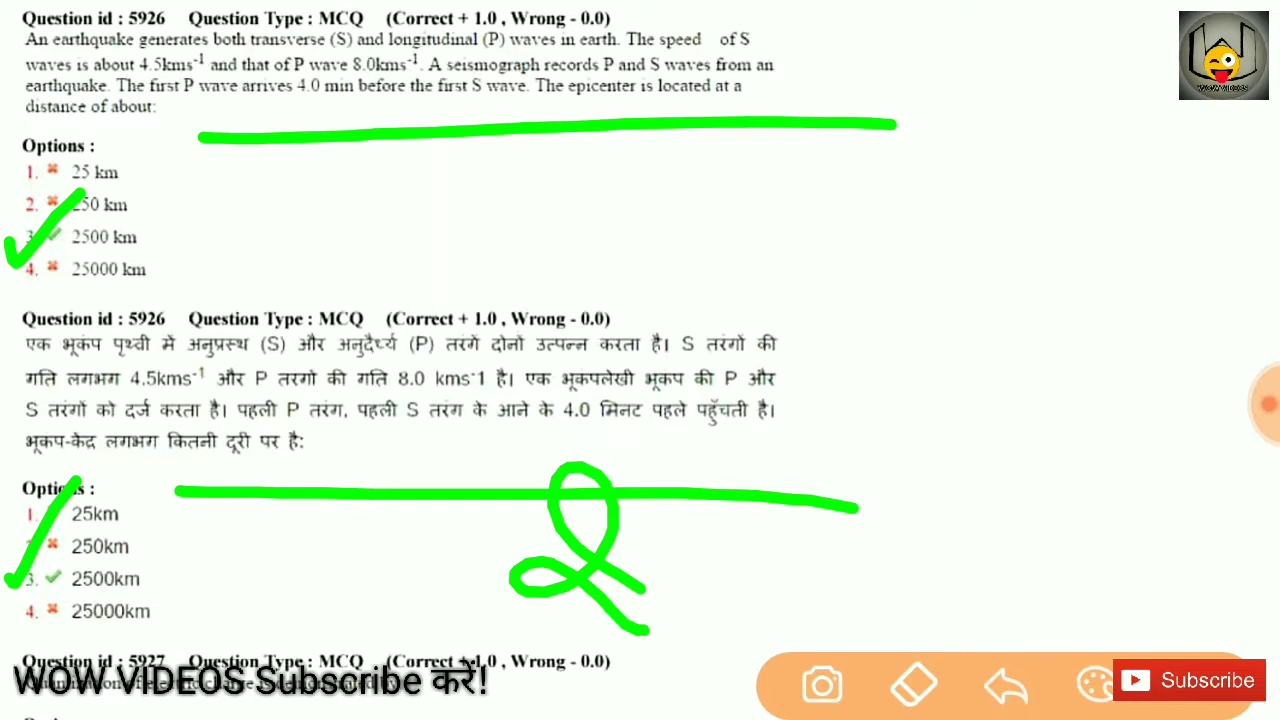 Question id : 5926 Question Type : MCQ (Correct + 1.0 , Wrong - 0.0)
An earthquake generates both transverse (S) and longitudinal (P) waves in earth. The speed of S
waves is about 4.5kms-1 and that of P wave 8.0kms-1. A seismograph records P and S waves from an
earthquake. The first P wave arrives 4.0 min before the first S wave. The epicenter is located at a
distance of about:
Options :
1. 25 km
2. 250 km
3. 2500 km
4. 25000 km
Question id : 5926 Question Type : MCQ (Correct + 1.0 , Wrong - 0.0)
एक भूकंप पृथ्वी में अनुप्रस्थ (S) और अनुदैर्ध्य (P) तरंगें दोनों उत्पन्न करता है। S तरंगों की
गति लगभग 4.5kms-1 और P तरगो की गति 8.0 kms-1 है। एक भूकंपलेखी भूकप की P और
S तरंगों को दर्ज करता है। पहली P तरंग, पहली S तरंग के आने के 4.0 मिनट पहले पहुँचती है।
भूकप-केंद्र लगभग कितनी दूरी पर है:
Options :
1. 25km
2. 250km
3. 2500km
4. 25000km
Question id : 5927 Question Type : MCQ (Correct + 1.0 , Wrong - 0.0)
WOW VIDEOS Subscribe करें!
Subscribe
WOW VIDEOS